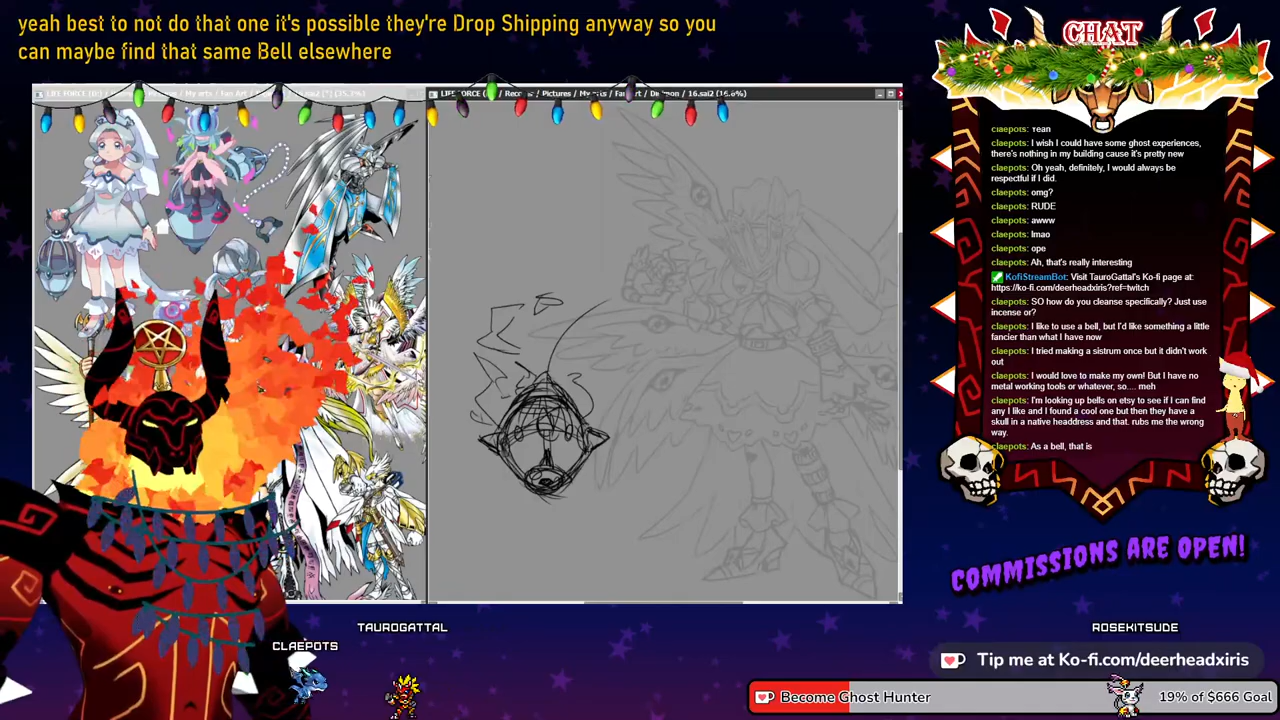 yeah best to not do that one it's possible they're Drop Shipping anyway so you
can maybe find that same Bell elsewhere
CHAT
claepots: Yeah
claepots: I wish I could have some ghost experiences,
there's nothing in my building cause it's pretty new
claepots: Oh yeah, definitely, I would always be
respectful if I did.
claepots: omg?
claepots: RUDE
claepots: awww
claepots: lmao
claepots: ope
claepots: Ah, that's really interesting
KofiStreamBot: Visit TauroGattal's Ko-fi page at:
https://ko-fi.com/deerheadxiris?ref=twitch
claepots: SO how do you cleanse specifically? Just use
incense or?
claepots: I like to use a bell, but I'd like something a little
fancier than what I have now
claepots: I tried making a sistrum once but it didn't work
out
claepots: I would love to make my own! But I have no
metal working tools or whatever, so.... meh
claepots: I'm looking up bells on etsy to see if I can find
any I like and I found a cool one but then they have a
skull in a native headdress and that. rubs me the wrong
way.
claepots: As a bell, that is
COMMISSIONS ARE OPEN!
TAUROGATTAL
CLAEPOTS
ROSEKITSUDE
Tip me at Ko-fi.com/deerheadxiris
Become Ghost Hunter
19% of $666 Goal